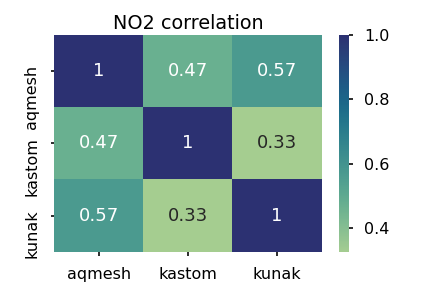 NO2 correlation
aqmesh 1 0.47 0.57
kastom 0.47 1 0.33
kunak 0.57 0.33 1
aqmesh kastom kunak
1.0
0.8
0.6
0.4